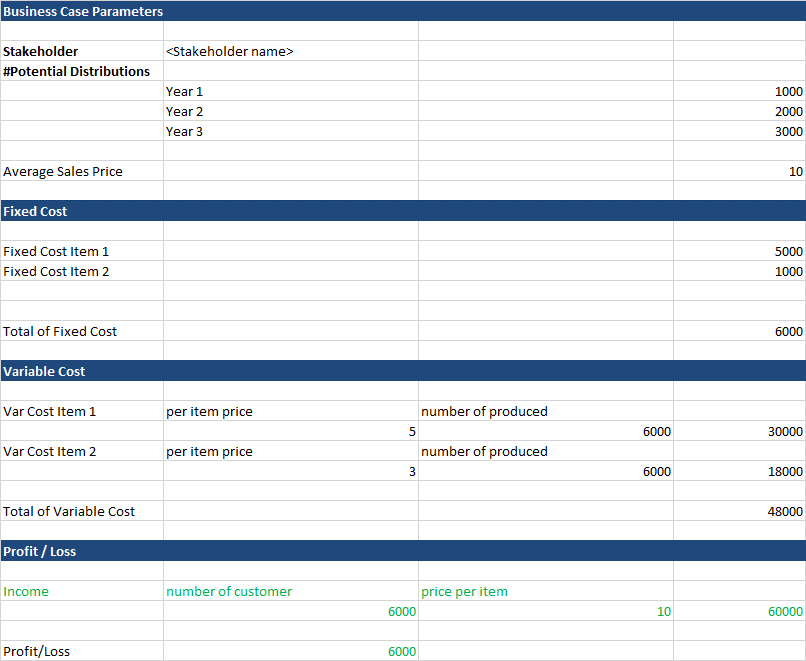 Business Case Parameters
Stakeholder <Stakeholder name>
#Potential Distributions
Year 1 1000
Year 2 2000
Year 3 3000
Average Sales Price 10
Fixed Cost
Fixed Cost Item 1 5000
Fixed Cost Item 2 1000
Total of Fixed Cost 6000
Variable Cost
Var Cost Item 1 per item price number of produced
5 6000 30000
Var Cost Item 2 per item price number of produced
3 6000 18000
Total of Variable Cost 48000
Profit / Loss
Income number of customer price per item
6000 10 60000
Profit/Loss 6000